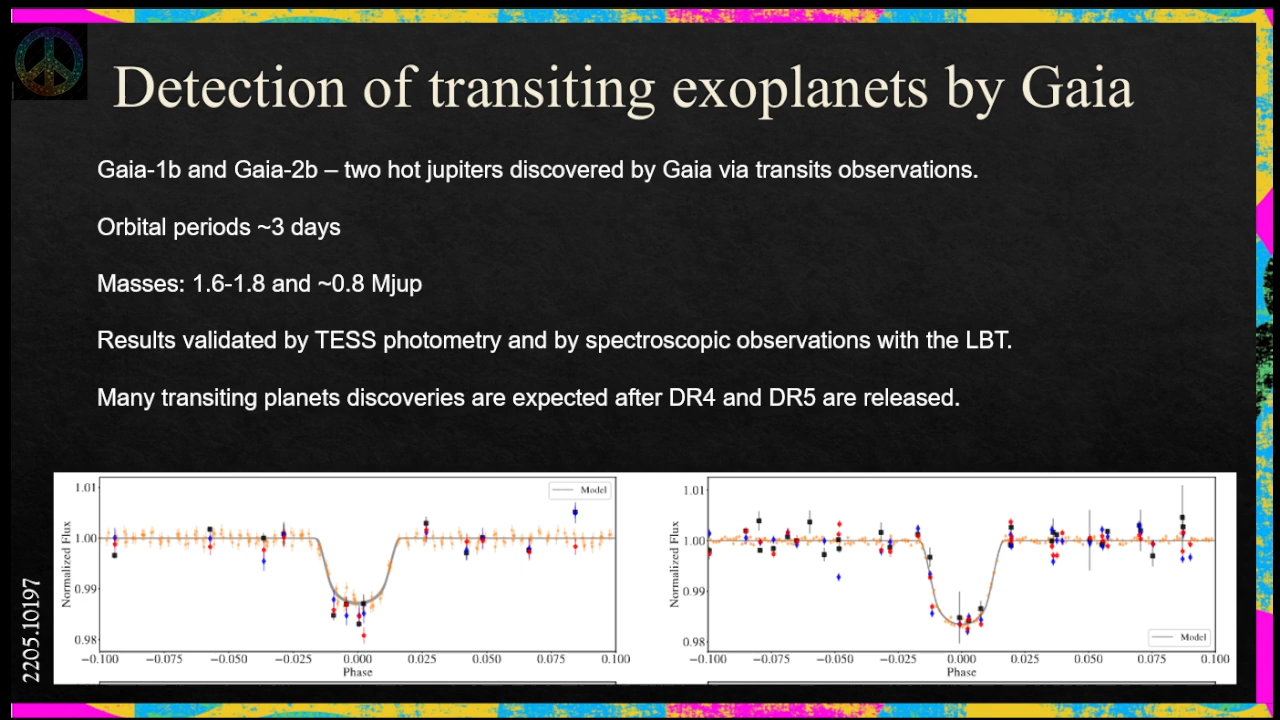 Detection of transiting exoplanets by Gaia
Gaia-1b and Gaia-2b – two hot jupiters discovered by Gaia via transits observations.
Orbital periods ~3 days
Masses: 1.6-1.8 and ~0.8 Mjup
Results validated by TESS photometry and by spectroscopic observations with the LBT.
Many transiting planets discoveries are expected after DR4 and DR5 are released.
2205.10197
Normalized Flux
1.01
1.00
0.99
0.98
Model
−0.100 −0.075 −0.050 −0.025 0.000 0.025 0.050 0.075 0.100
Phase
Normalized Flux
1.01
1.00
0.99
0.98
Model
−0.100 −0.075 −0.050 −0.025 0.000 0.025 0.050 0.075 0.100
Phase